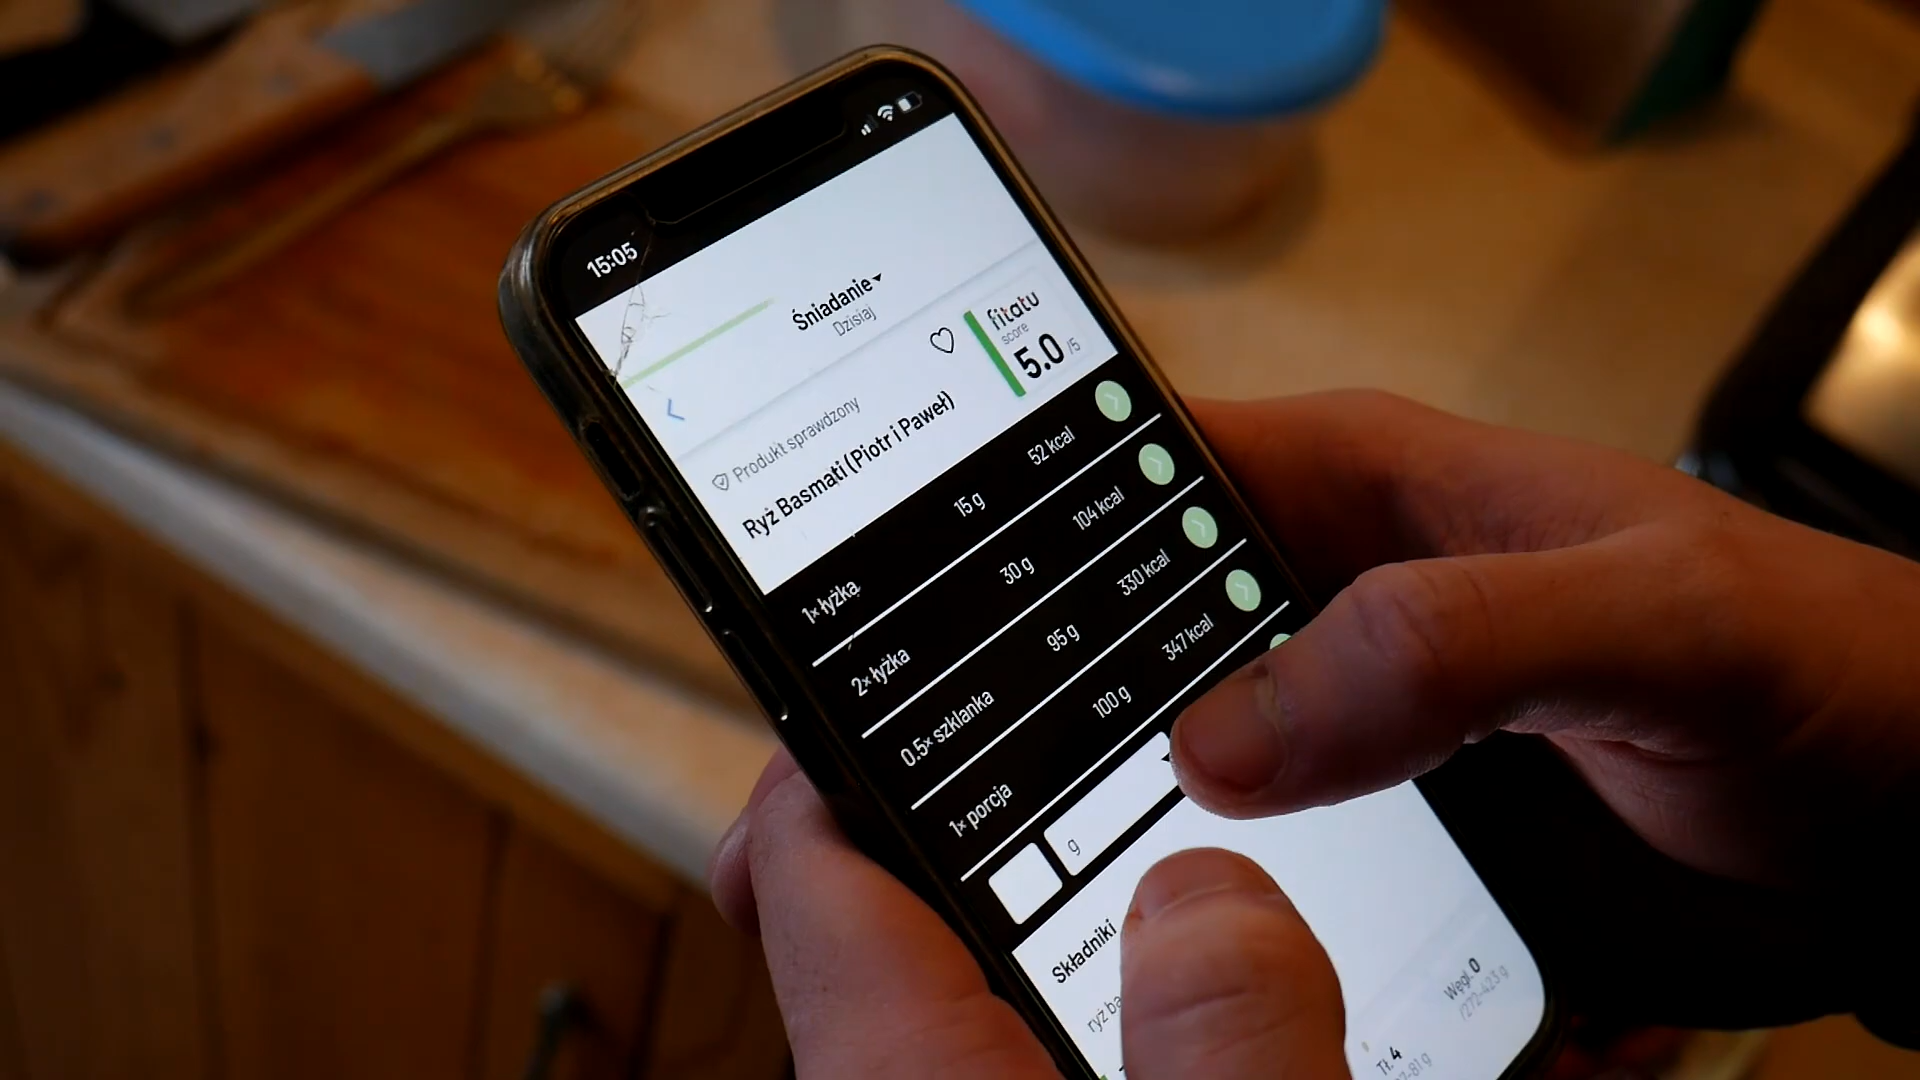 15:05
Śniadanie
Dzisiaj
fitatu
score
5.0 /5
Produkt sprawdzony
Ryż Basmati (Piotr i Paweł)
1× łyżka 15 g 52 kcal
2× łyżka 30 g 104 kcal
0.5× szklanka 95 g 330 kcal
1× porcja 100 g 347 kcal
g
Składniki
Węgl. 0
/272-423 g
Tł. 4